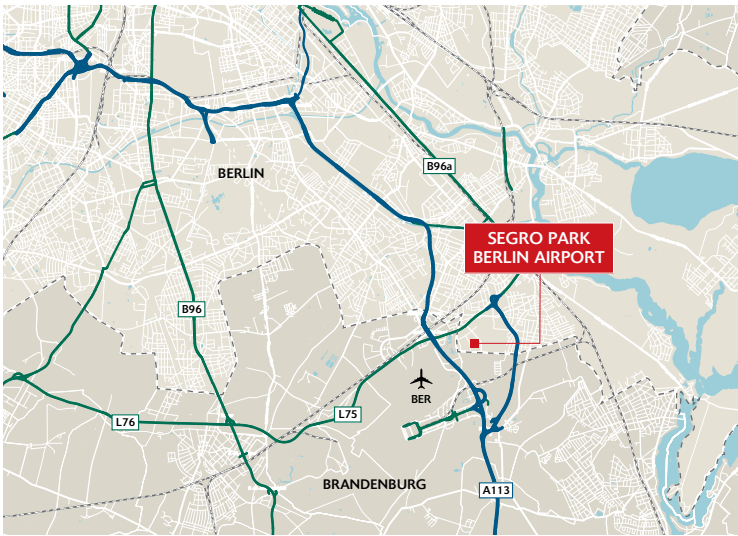 BERLIN
B96a
SEGRO PARK
BERLIN AIRPORT
B96
BER
L76
L75
BRANDENBURG
A113